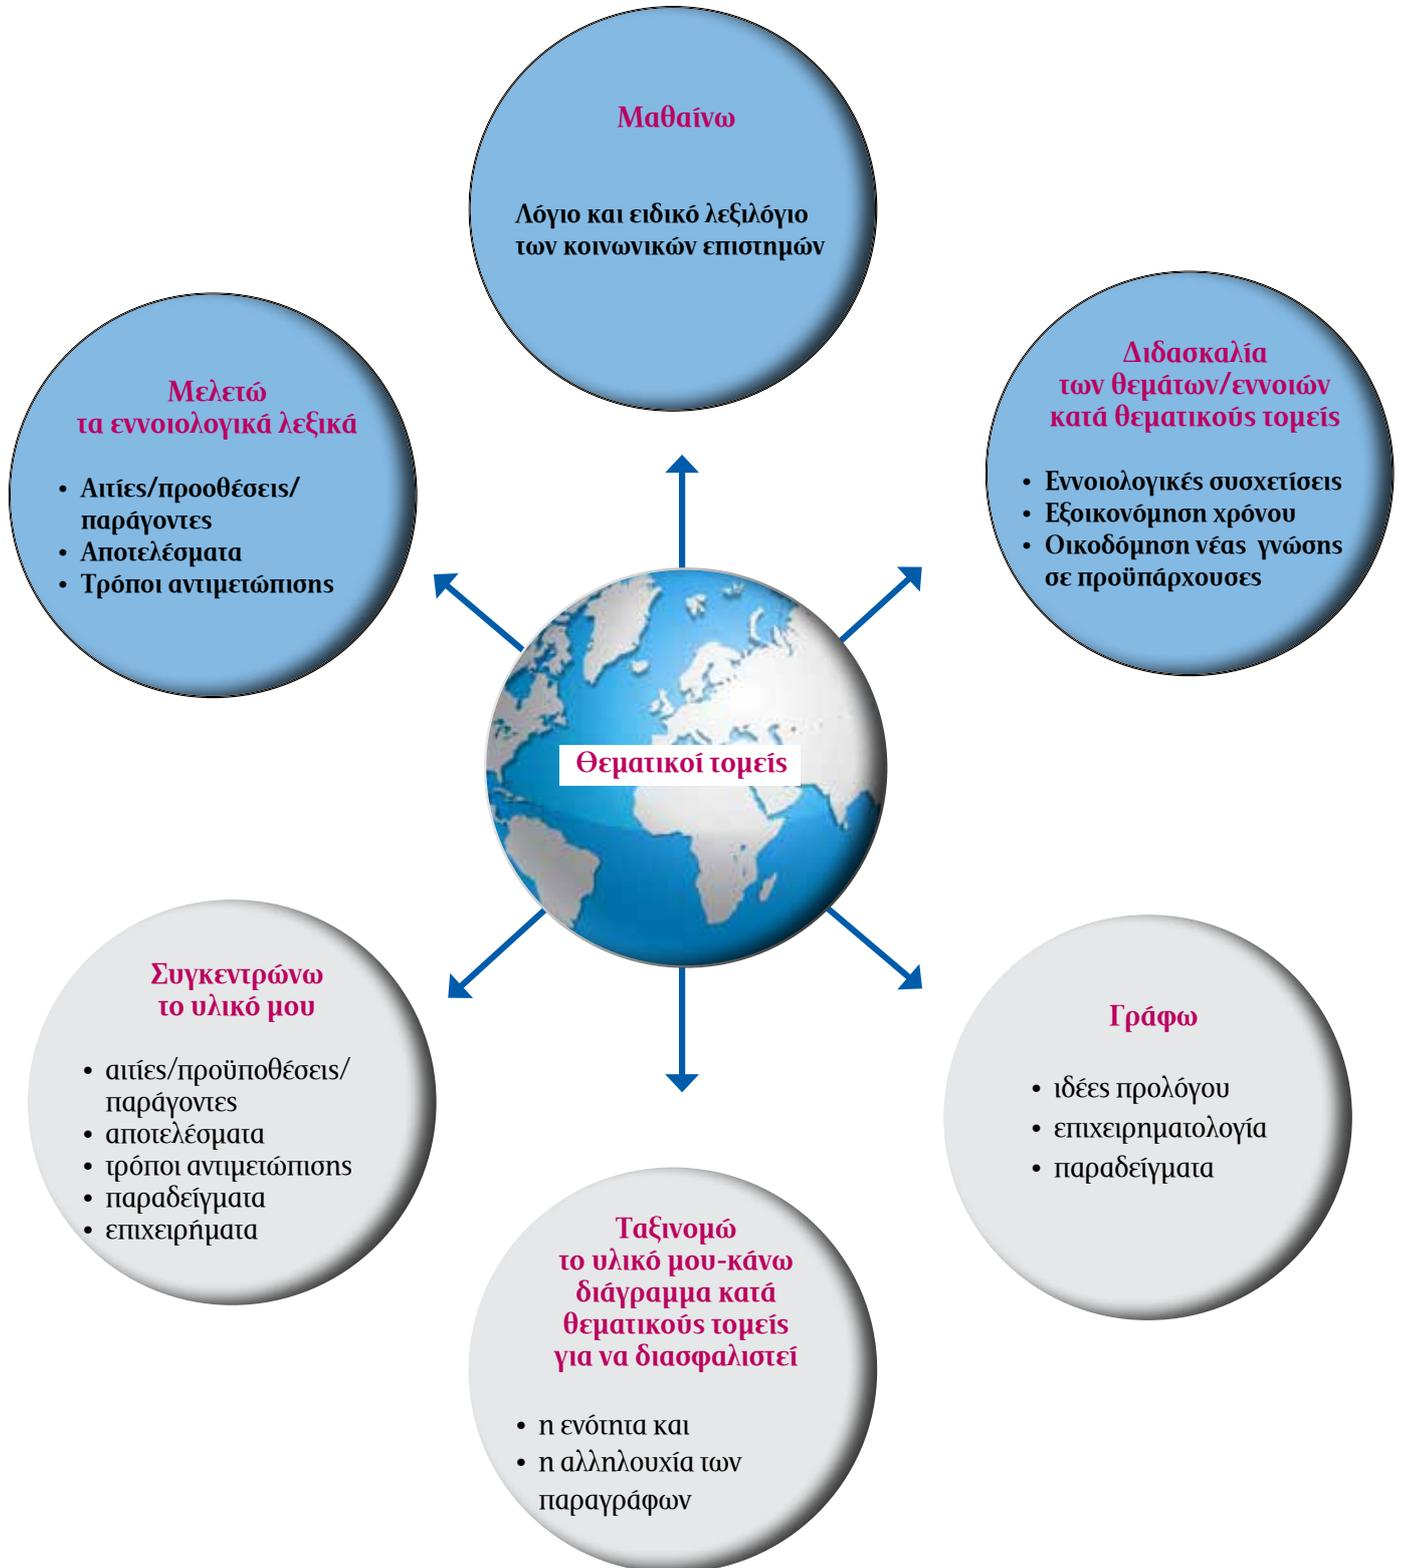 Μαθαίνω
Λόγιο και ειδικό λεξιλόγιο
των κοινωνικών επιστημών
Μελετώ
τα εννοιολογικά λεξικά
• Αιτίες/προοθέσεις/
παράγοντες
• Αποτελέσματα
• Τρόποι αντιμετώπισης
Διδασκαλία
των θεμάτων/εννοιών
κατά θεματικούς τομείς
• Εννοιολογικές συσχετίσεις
• Εξοικονόμηση χρόνου
• Οικοδόμηση νέας γνώσης
σε προϋπάρχουσες
Θεματικοί τομείς
Συγκεντρώνω
το υλικό μου
• αιτίες/προϋποθέσεις/
παράγοντες
• αποτελέσματα
• τρόποι αντιμετώπισης
• παραδείγματα
• επιχειρήματα
Γράφω
• ιδέες προλόγου
• επιχειρηματολογία
• παραδείγματα
Ταξινομώ
το υλικό μου-κάνω
διάγραμμα κατά
θεματικούς τομείς
για να διασφαλιστεί
• η ενότητα και
• η αλληλουχία των
παραγράφων